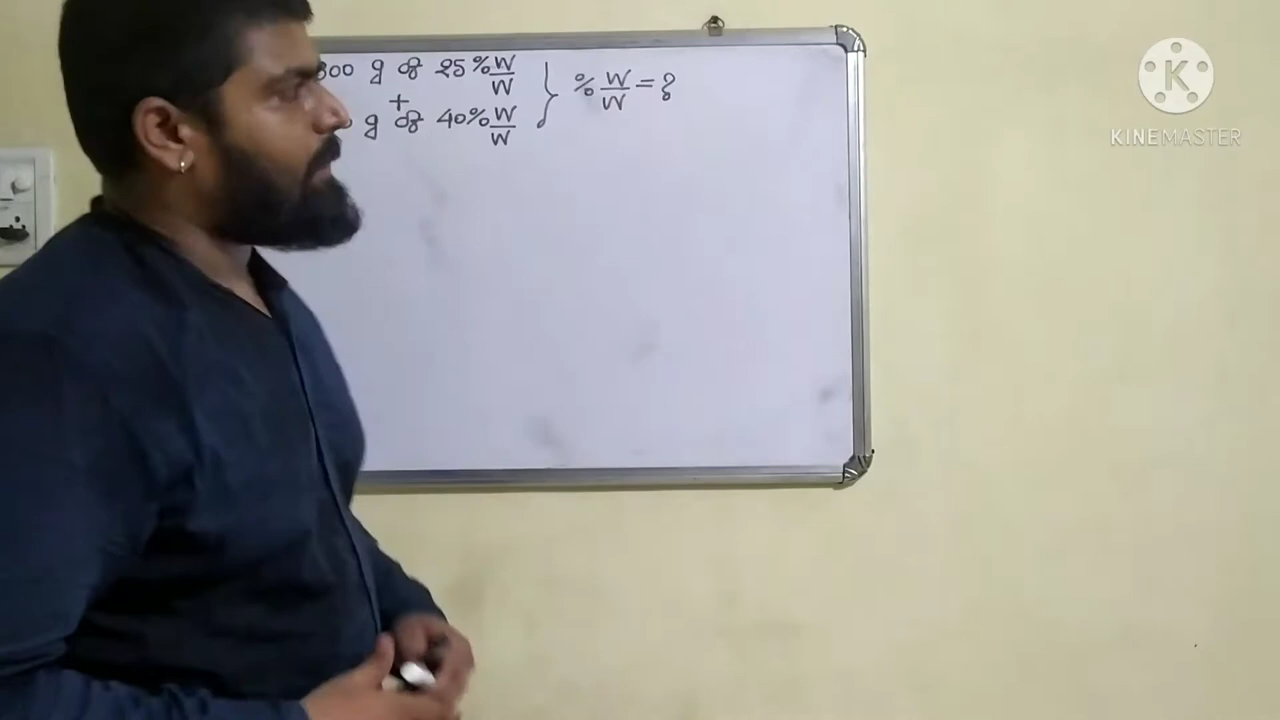 300 g of 25% W/W
+
g of 40% W/W
} % W/W = ?
K
KINEMASTER